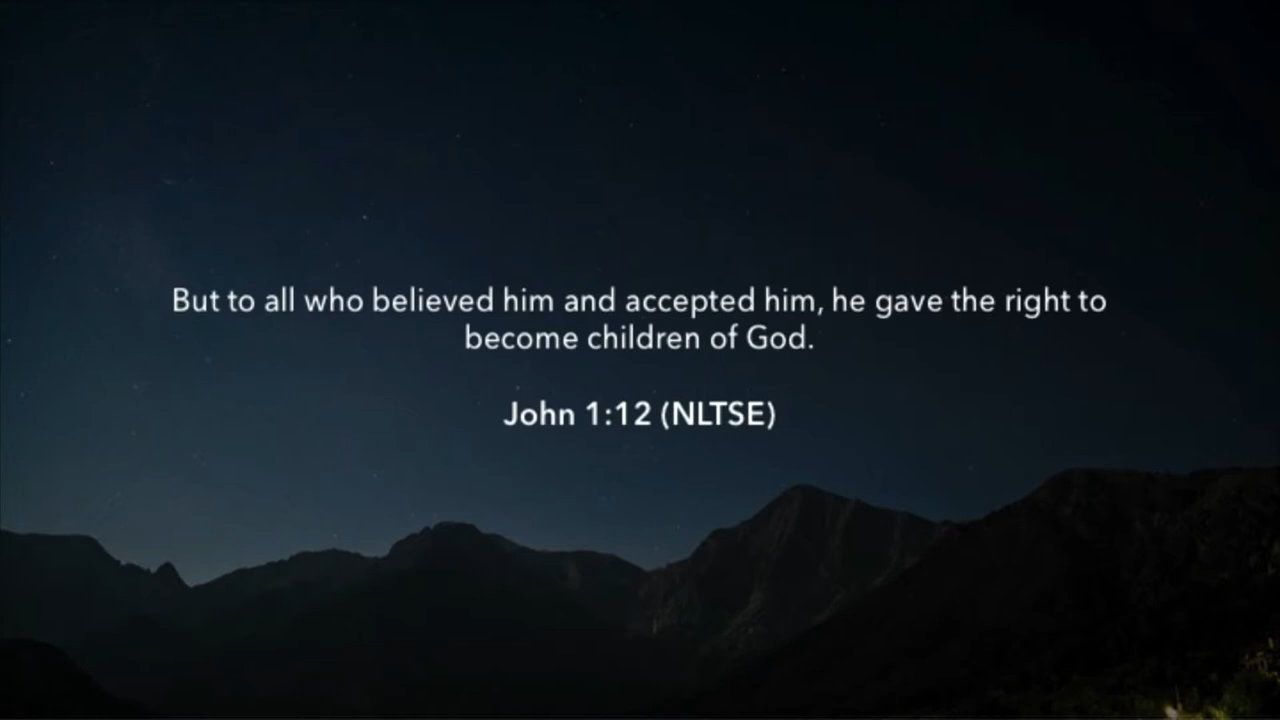 But to all who believed him and accepted him, he gave the right to
become children of God.
John 1:12 (NLTSE)